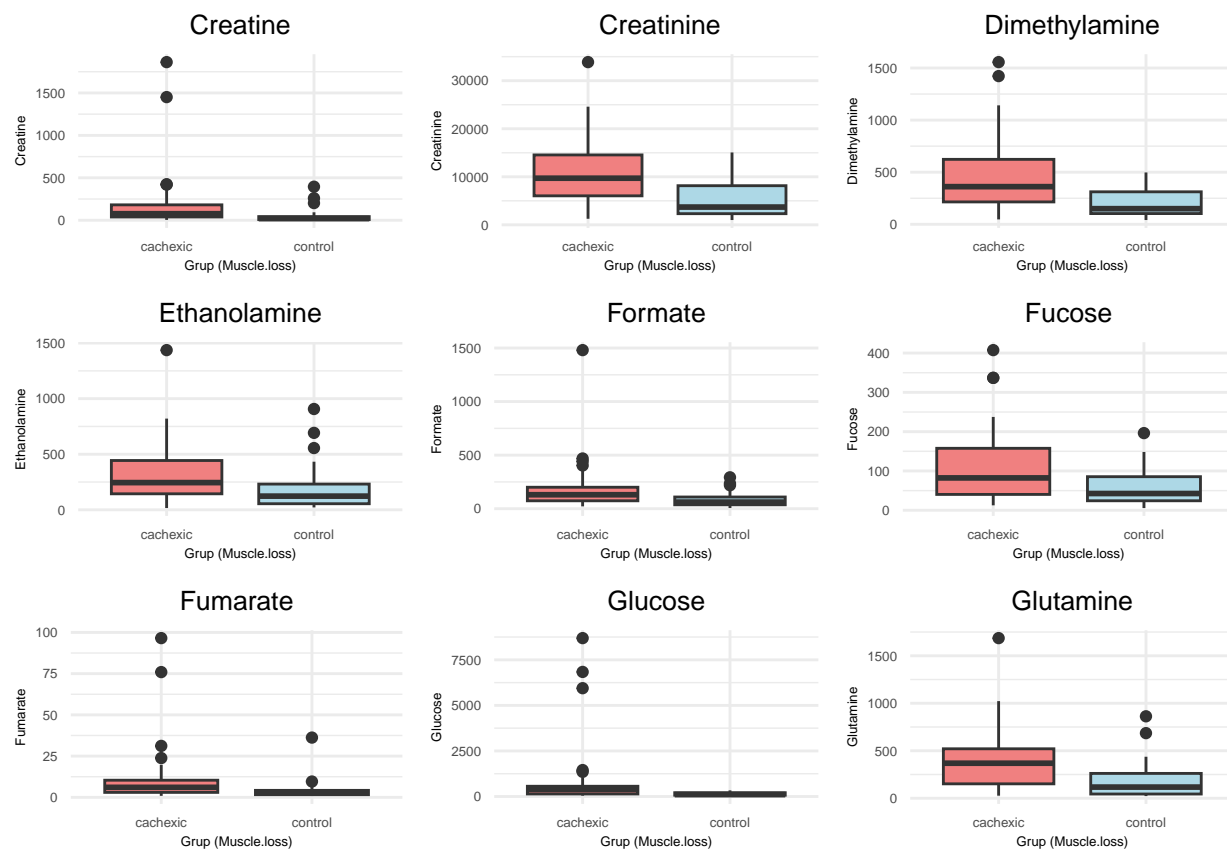 Creatine
Creatine
1500
1000
500
0
cachexic
control
Grup (Muscle.loss)
Creatinine
Creatinine
30000
20000
10000
0
cachexic
control
Grup (Muscle.loss)
Dimethylamine
Dimethylamine
1500
1000
500
0
cachexic
control
Grup (Muscle.loss)
Ethanolamine
Ethanolamine
1500
1000
500
0
cachexic
control
Grup (Muscle.loss)
Formate
Formate
1500
1000
500
0
cachexic
control
Grup (Muscle.loss)
Fucose
Fucose
400
300
200
100
0
cachexic
control
Grup (Muscle.loss)
Fumarate
Fumarate
100
75
50
25
0
cachexic
control
Grup (Muscle.loss)
Glucose
Glucose
7500
5000
2500
0
cachexic
control
Grup (Muscle.loss)
Glutamine
Glutamine
1500
1000
500
0
cachexic
control
Grup (Muscle.loss)